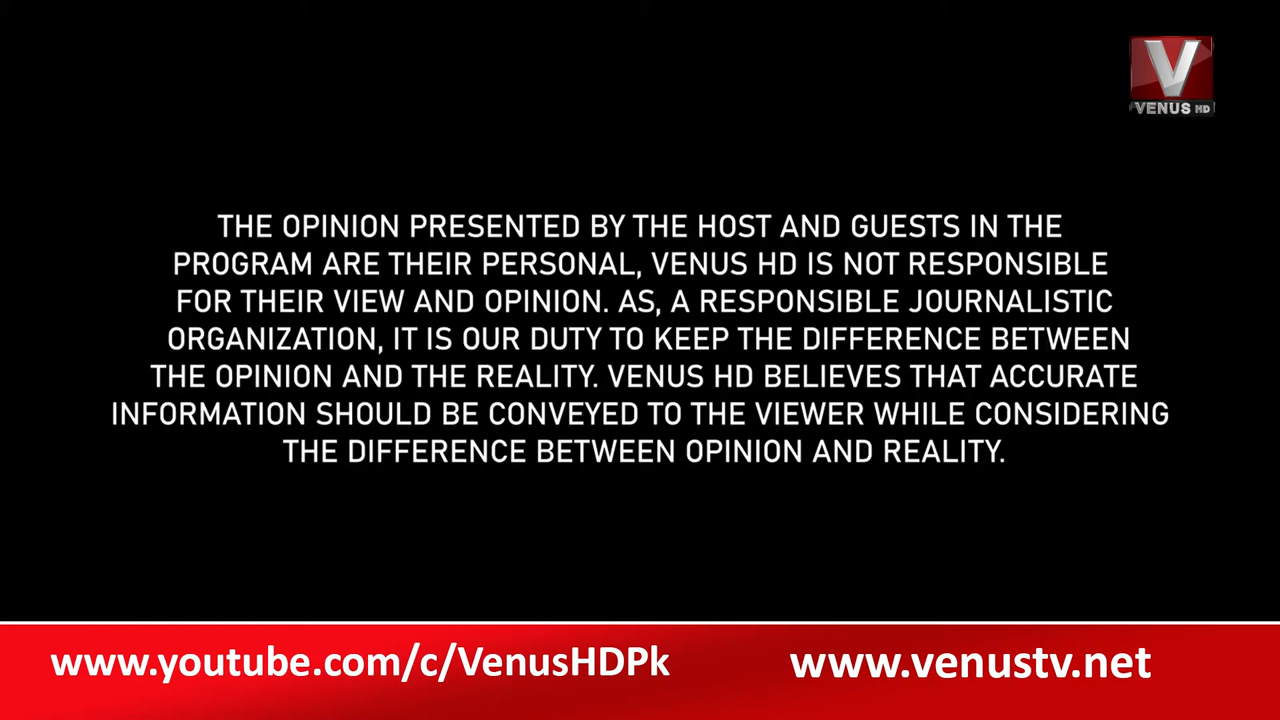 V
VENUS HD
THE OPINION PRESENTED BY THE HOST AND GUESTS IN THE
PROGRAM ARE THEIR PERSONAL, VENUS HD IS NOT RESPONSIBLE
FOR THEIR VIEW AND OPINION. AS, A RESPONSIBLE JOURNALISTIC
ORGANIZATION, IT IS OUR DUTY TO KEEP THE DIFFERENCE BETWEEN
THE OPINION AND THE REALITY. VENUS HD BELIEVES THAT ACCURATE
INFORMATION SHOULD BE CONVEYED TO THE VIEWER WHILE CONSIDERING
THE DIFFERENCE BETWEEN OPINION AND REALITY.
www.youtube.com/c/VenusHDPk
www.venustv.net